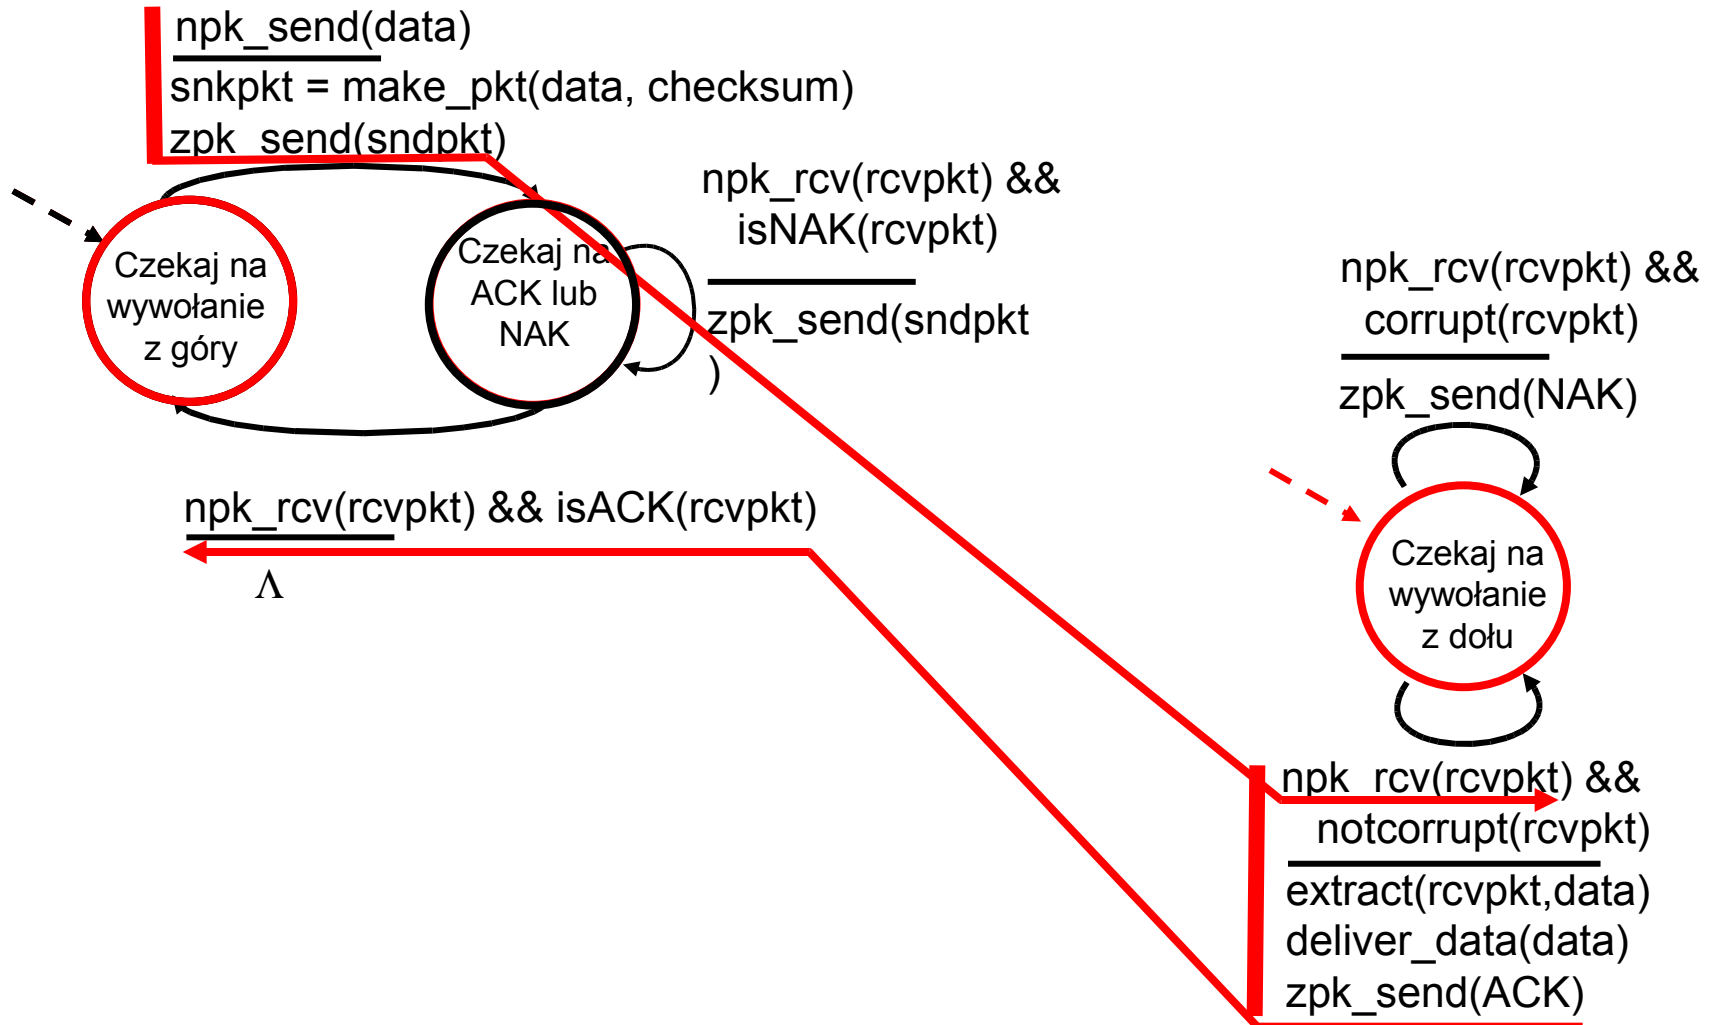 npk_send(data)
snkpkt = make_pkt(data, checksum)
zpk_send(sndpkt)
Czekaj na
wywołanie
z góry
Czekaj na
ACK lub
NAK
npk_rcv(rcvpkt) &&
isNAK(rcvpkt)
zpk_send(sndpkt
)
npk_rcv(rcvpkt) && isACK(rcvpkt)
Λ
npk_rcv(rcvpkt) &&
corrupt(rcvpkt)
zpk_send(NAK)
Czekaj na
wywołanie
z dołu
npk_rcv(rcvpkt) &&
notcorrupt(rcvpkt)
extract(rcvpkt,data)
deliver_data(data)
zpk_send(ACK)